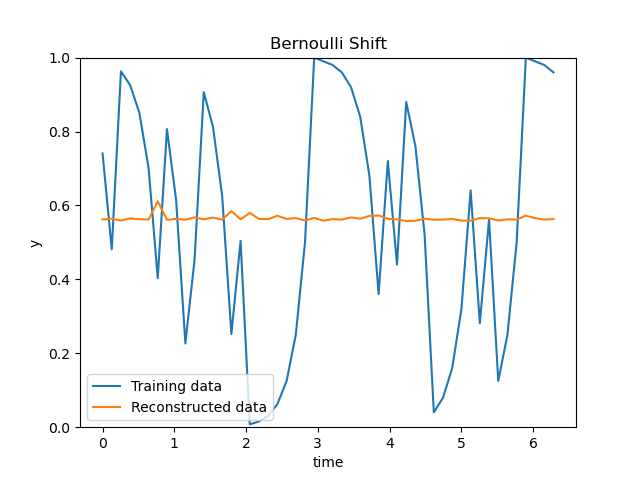 Bernoulli Shift
1.0
0.8
0.6
0.4
0.2
0.0
y
Training data
Reconstructed data
0 1 2 3 4 5 6
time